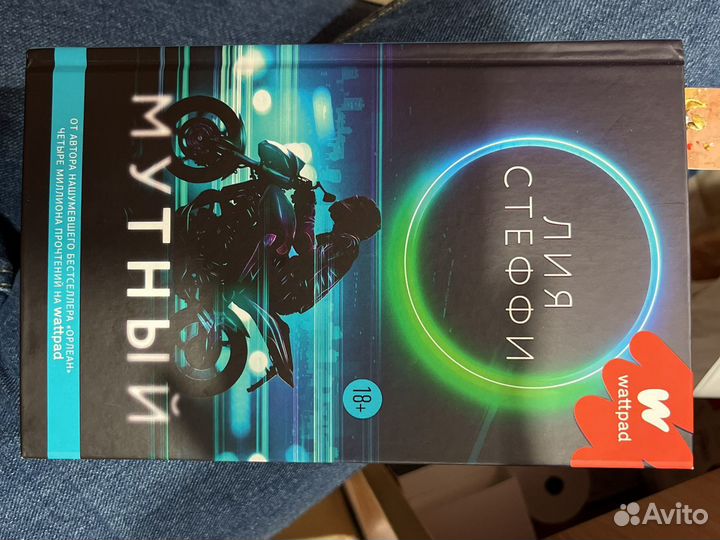 wattpad
ЛИЯ
СТЕФФИ
18+
МУТНЫЙ
ОТ АВТОРА НАШУМЕВШЕГО БЕСТСЕЛЛЕРА «ОРЛЕАН»
ЧЕТЫРЕ МИЛЛИОНА ПРОЧТЕНИЙ НА wattpad
Avito